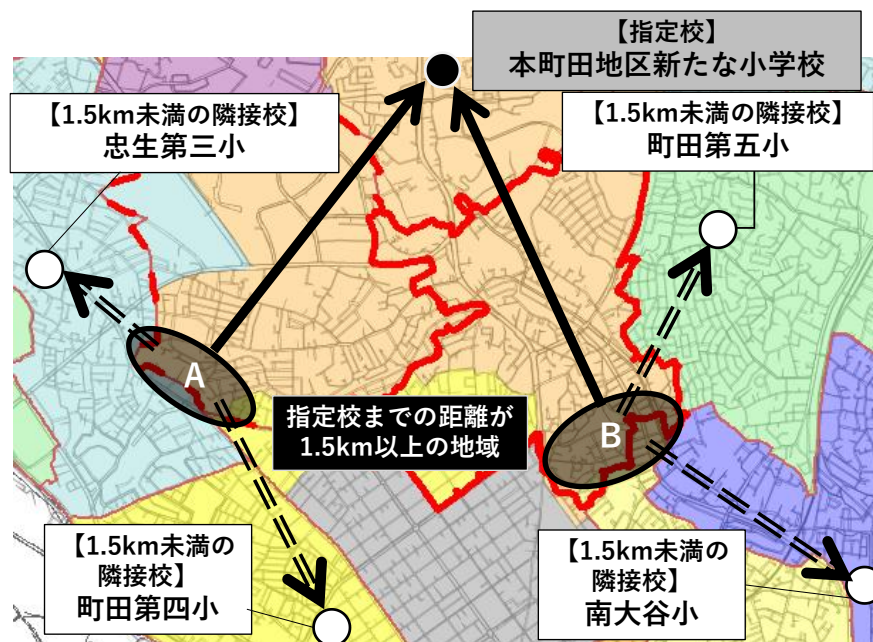 【指定校】
本町田地区新たな小学校
【1.5km未満の隣接校】
忠生第三小
【1.5km未満の隣接校】
町田第五小
A
指定校までの距離が
1.5km以上の地域
B
【1.5km未満の
隣接校】
町田第四小
【1.5km未満の
隣接校】
南大谷小